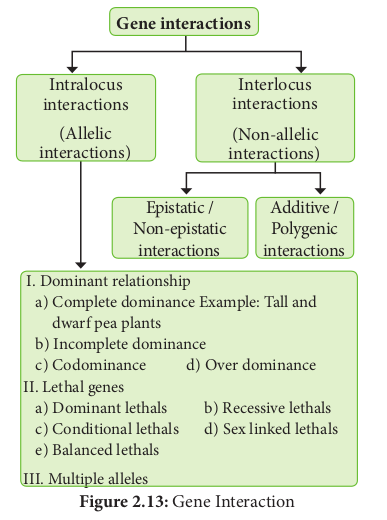 Gene interactions
Intralocus
interactions
(Allelic
interactions)
Interlocus
interactions
(Non-allelic
interactions)
Epistatic /
Non-epistatic
interactions
Additive /
Polygenic
interactions
I. Dominant relationship
a) Complete dominance Example: Tall and
dwarf pea plants
b) Incomplete dominance
c) Codominance d) Over dominance
II. Lethal genes
a) Dominant lethals b) Recessive lethals
c) Conditional lethals d) Sex linked lethals
e) Balanced lethals
III. Multiple alleles
Figure 2.13: Gene Interaction